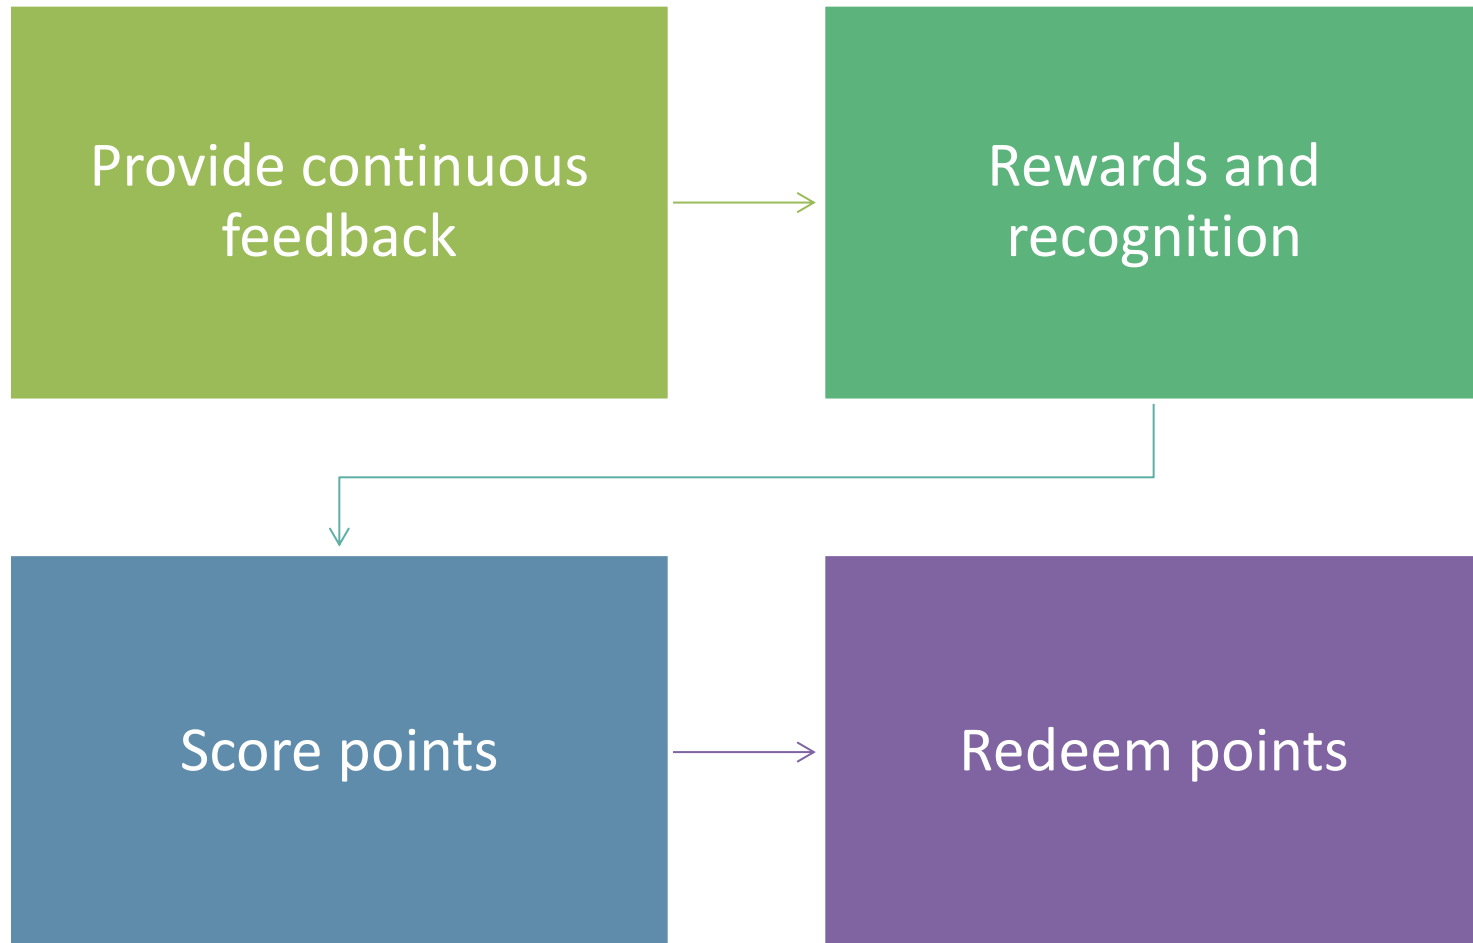 Provide continuous
feedback
Rewards and
recognition
Score points
Redeem points